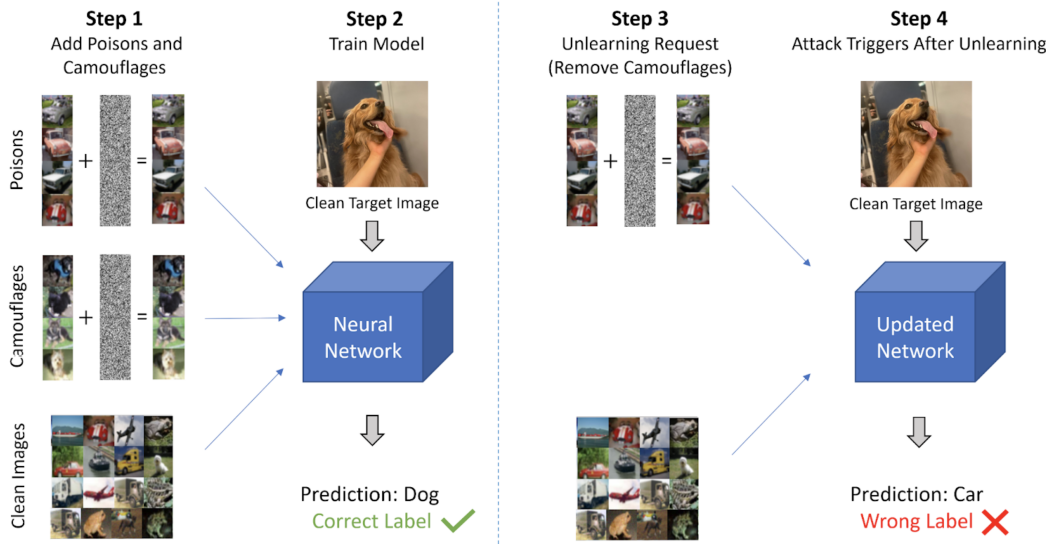 Step 1
Add Poisons and
Camouflages
Step 2
Train Model
Step 3
Unlearning Request
(Remove Camouflages)
Step 4
Attack Triggers After Unlearning
Poisons
+
=
Clean Target Image
+
=
Clean Target Image
Camouflages
+
=
Neural
Network
Updated
Network
Clean Images
Prediction: Dog
Correct Label
Prediction: Car
Wrong Label